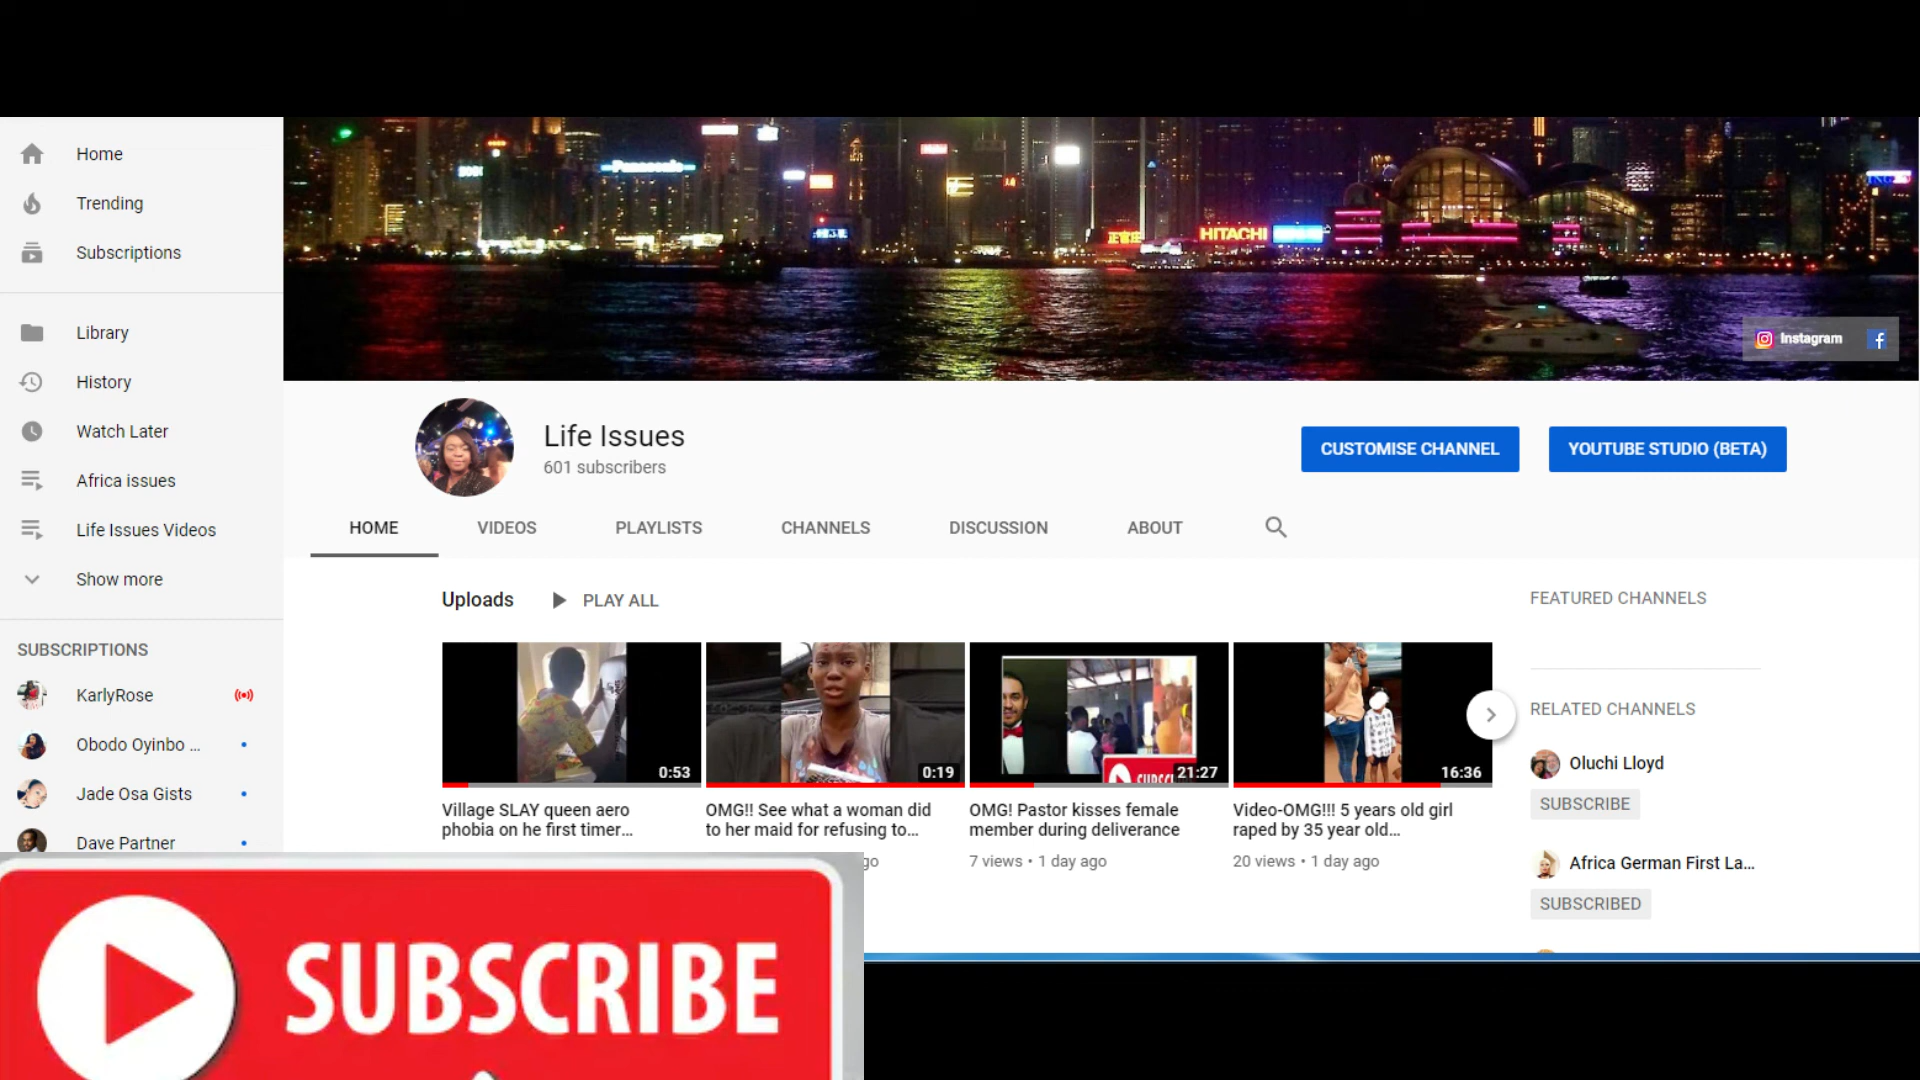 Home
Trending
Subscriptions
Library
History
Watch Later
Africa issues
Life Issues Videos
Show more
SUBSCRIPTIONS
KarlyRose
Obodo Oyinbo ...
Jade Osa Gists
Dave Partner
Panasonic
HITACHI
ING
Instagram
Life Issues
601 subscribers
CUSTOMISE CHANNEL
YOUTUBE STUDIO (BETA)
HOME
VIDEOS
PLAYLISTS
CHANNELS
DISCUSSION
ABOUT
Uploads
PLAY ALL
0:53
Village SLAY queen aero
phobia on he first timer...
0:19
OMG!! See what a woman did
to her maid for refusing to...
go
21:27
OMG! Pastor kisses female
member during deliverance
7 views • 1 day ago
16:36
Video-OMG!!! 5 years old girl
raped by 35 year old...
20 views • 1 day ago
FEATURED CHANNELS
RELATED CHANNELS
Oluchi Lloyd
SUBSCRIBE
Africa German First La...
SUBSCRIBED
SUBSCRIBE